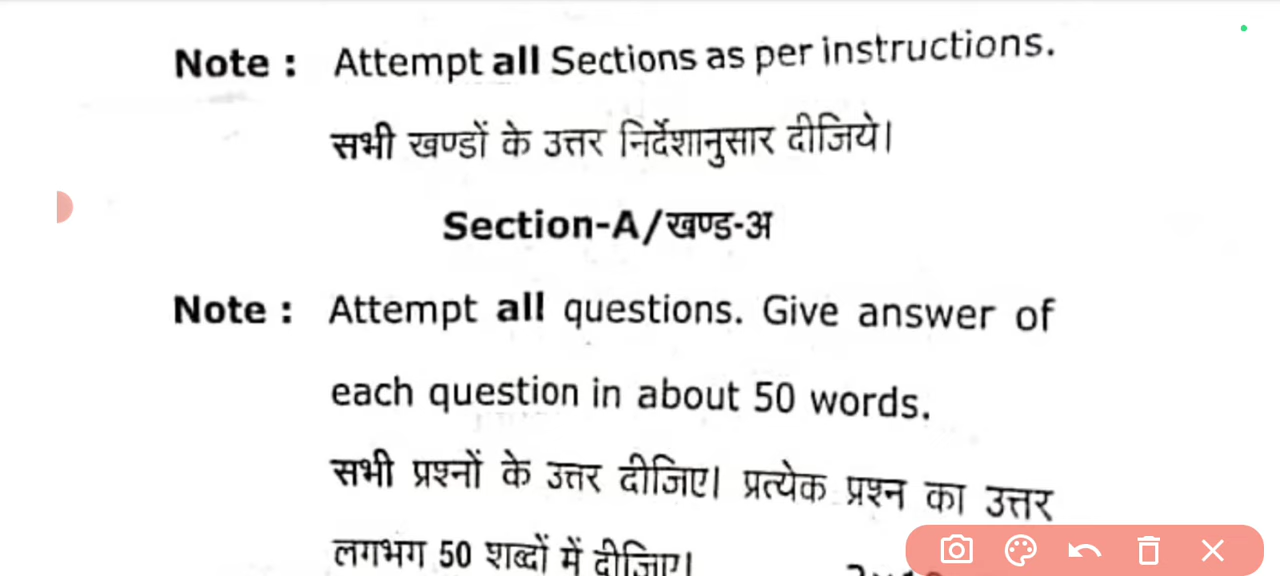 Note : Attempt all Sections as per instructions.
सभी खण्डों के उत्तर निर्देशानुसार दीजिये।
Section-A/खण्ड-अ
Note : Attempt all questions. Give answer of
each question in about 50 words.
सभी प्रश्नों के उत्तर दीजिए। प्रत्येक प्रश्न का उत्तर
लगभग 50 शब्दों में दीजिए।